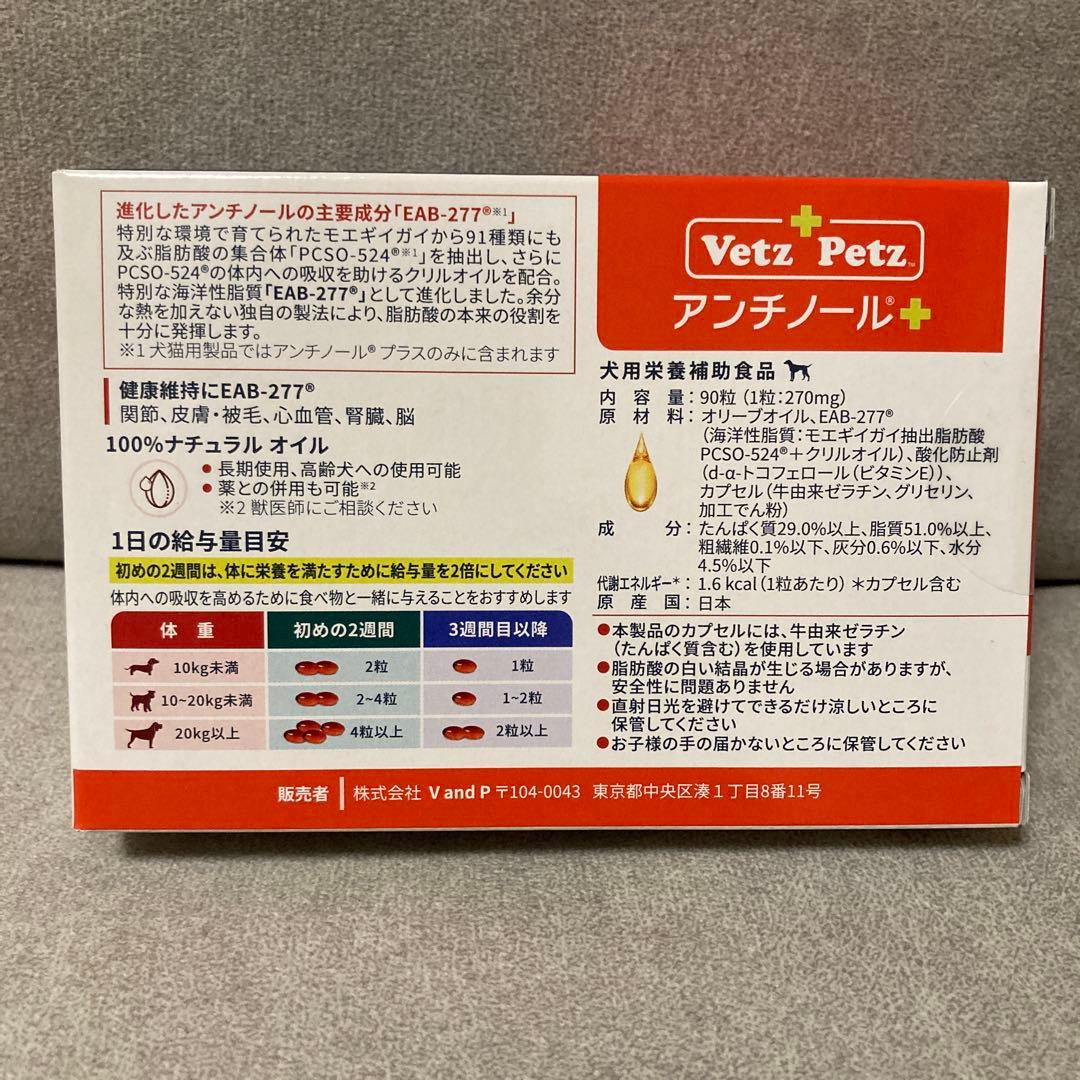 進化したアンチノールの主要成分「EAB-277®※1」
特別な環境で育てられたモエギイガイから91種類にも
及ぶ脂肪酸の集合体「PCSO-524®※1」を抽出し、さらに
PCSO-524®の体内への吸収を助けるクリルオイルを配合。
特別な海洋性脂質「EAB-277®」として進化しました。余分
な熱を加えない独自の製法により、脂肪酸の本来の役割を
十分に発揮します。
※1 犬猫用製品ではアンチノール® プラスのみに含まれます
健康維持にEAB-277®
関節、皮膚・被毛、心血管、腎臓、脳
100%ナチュラル オイル
●長期使用、高齢犬への使用可能
●薬との併用も可能※2
※2 獣医師にご相談ください
1日の給与量目安
初めの2週間は、体に栄養を満たすために給与量を2倍にしてください
体内への吸収を高めるために食べ物と一緒に与えることをおすすめします
体 重 初めの2週間 3週間目以降
10kg未満 2粒 1粒
10~20kg未満 2~4粒 1~2粒
20kg以上 4粒以上 2粒以上
Vetz Petz™
アンチノール®+
犬用栄養補助食品
内容量:90粒(1粒:270mg)
原材料:オリーブオイル、EAB-277®
(海洋性脂質:モエギイガイ抽出脂肪酸
PCSO-524®+クリルオイル)、酸化防止剤
(d-α-トコフェロール(ビタミンE))、
カプセル(牛由来ゼラチン、グリセリン、
加工でん粉)
成分:たんぱく質29.0%以上、脂質51.0%以上、
粗繊維0.1%以下、灰分0.6%以下、水分
4.5%以下
代謝エネルギー*:1.6 kcal(1粒あたり)*カプセル含む
原産国:日本
●本製品のカプセルには、牛由来ゼラチン
(たんぱく質含む)を使用しています
●脂肪酸の白い結晶が生じる場合がありますが、
安全性に問題ありません
●直射日光を避けてできるだけ涼しいところに
保管してください
●お子様の手の届かないところに保管してください
販売者 株式会社 V and P 〒104-0043 東京都中央区湊1丁目8番11号